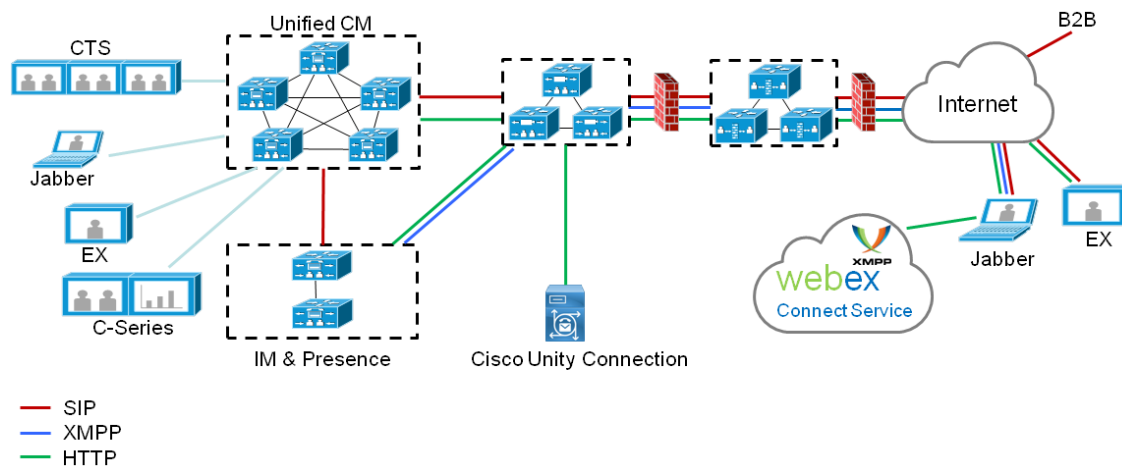 Unified CM
CTS
B2B
Internet
Jabber
EX
C-Series
IM & Presence
Cisco Unity Connection
XMPP
webex
Connect Service
Jabber
EX
SIP
XMPP
HTTP